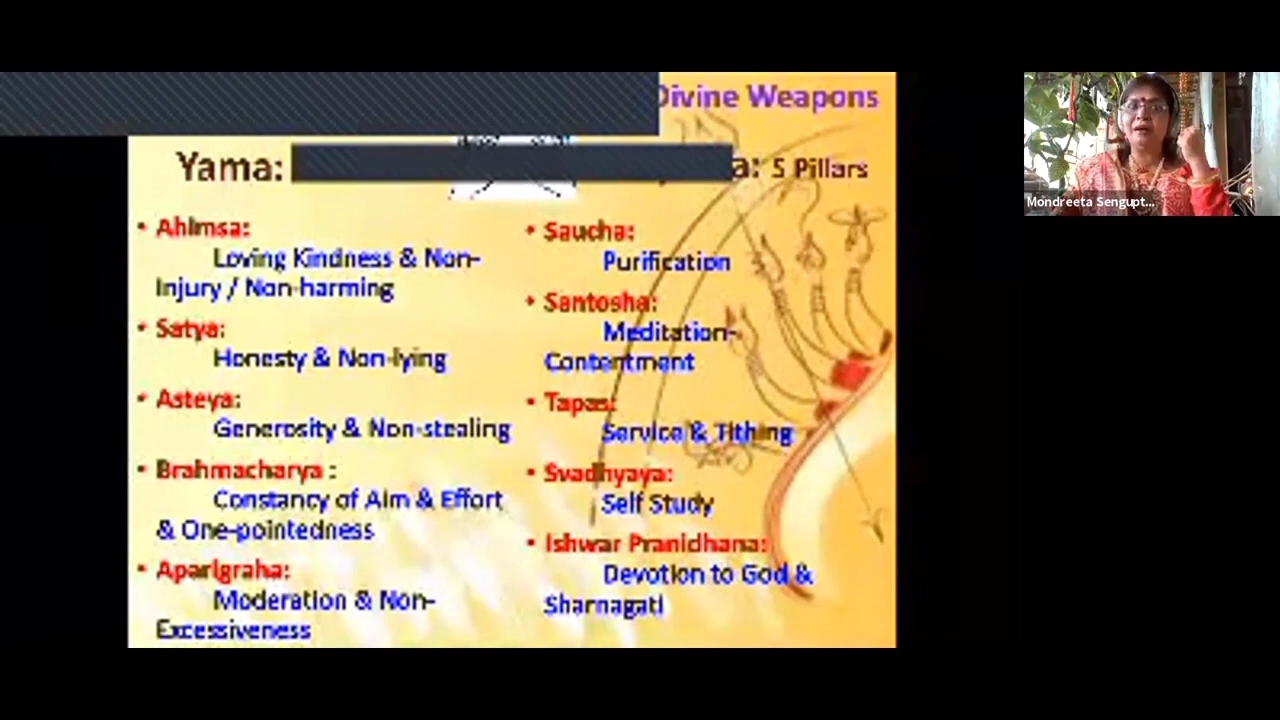 Divine Weapons
Yama:
a: 5 Pillars
• Ahimsa:
Loving Kindness & Non-
Injury / Non-harming
• Satya:
Honesty & Non-lying
• Asteya:
Generosity & Non-stealing
• Brahmacharya :
Constancy of Aim & Effort
& One-pointedness
• Aparigraha:
Moderation & Non-
Excessiveness
• Saucha:
Purification
• Santosha:
Meditation-
Contentment
• Tapas:
Service & Tithing
• Svadhyaya:
Self Study
• Ishwar Pranidhana:
Devotion to God &
Sharnagati
Mondreeta Sengupt...